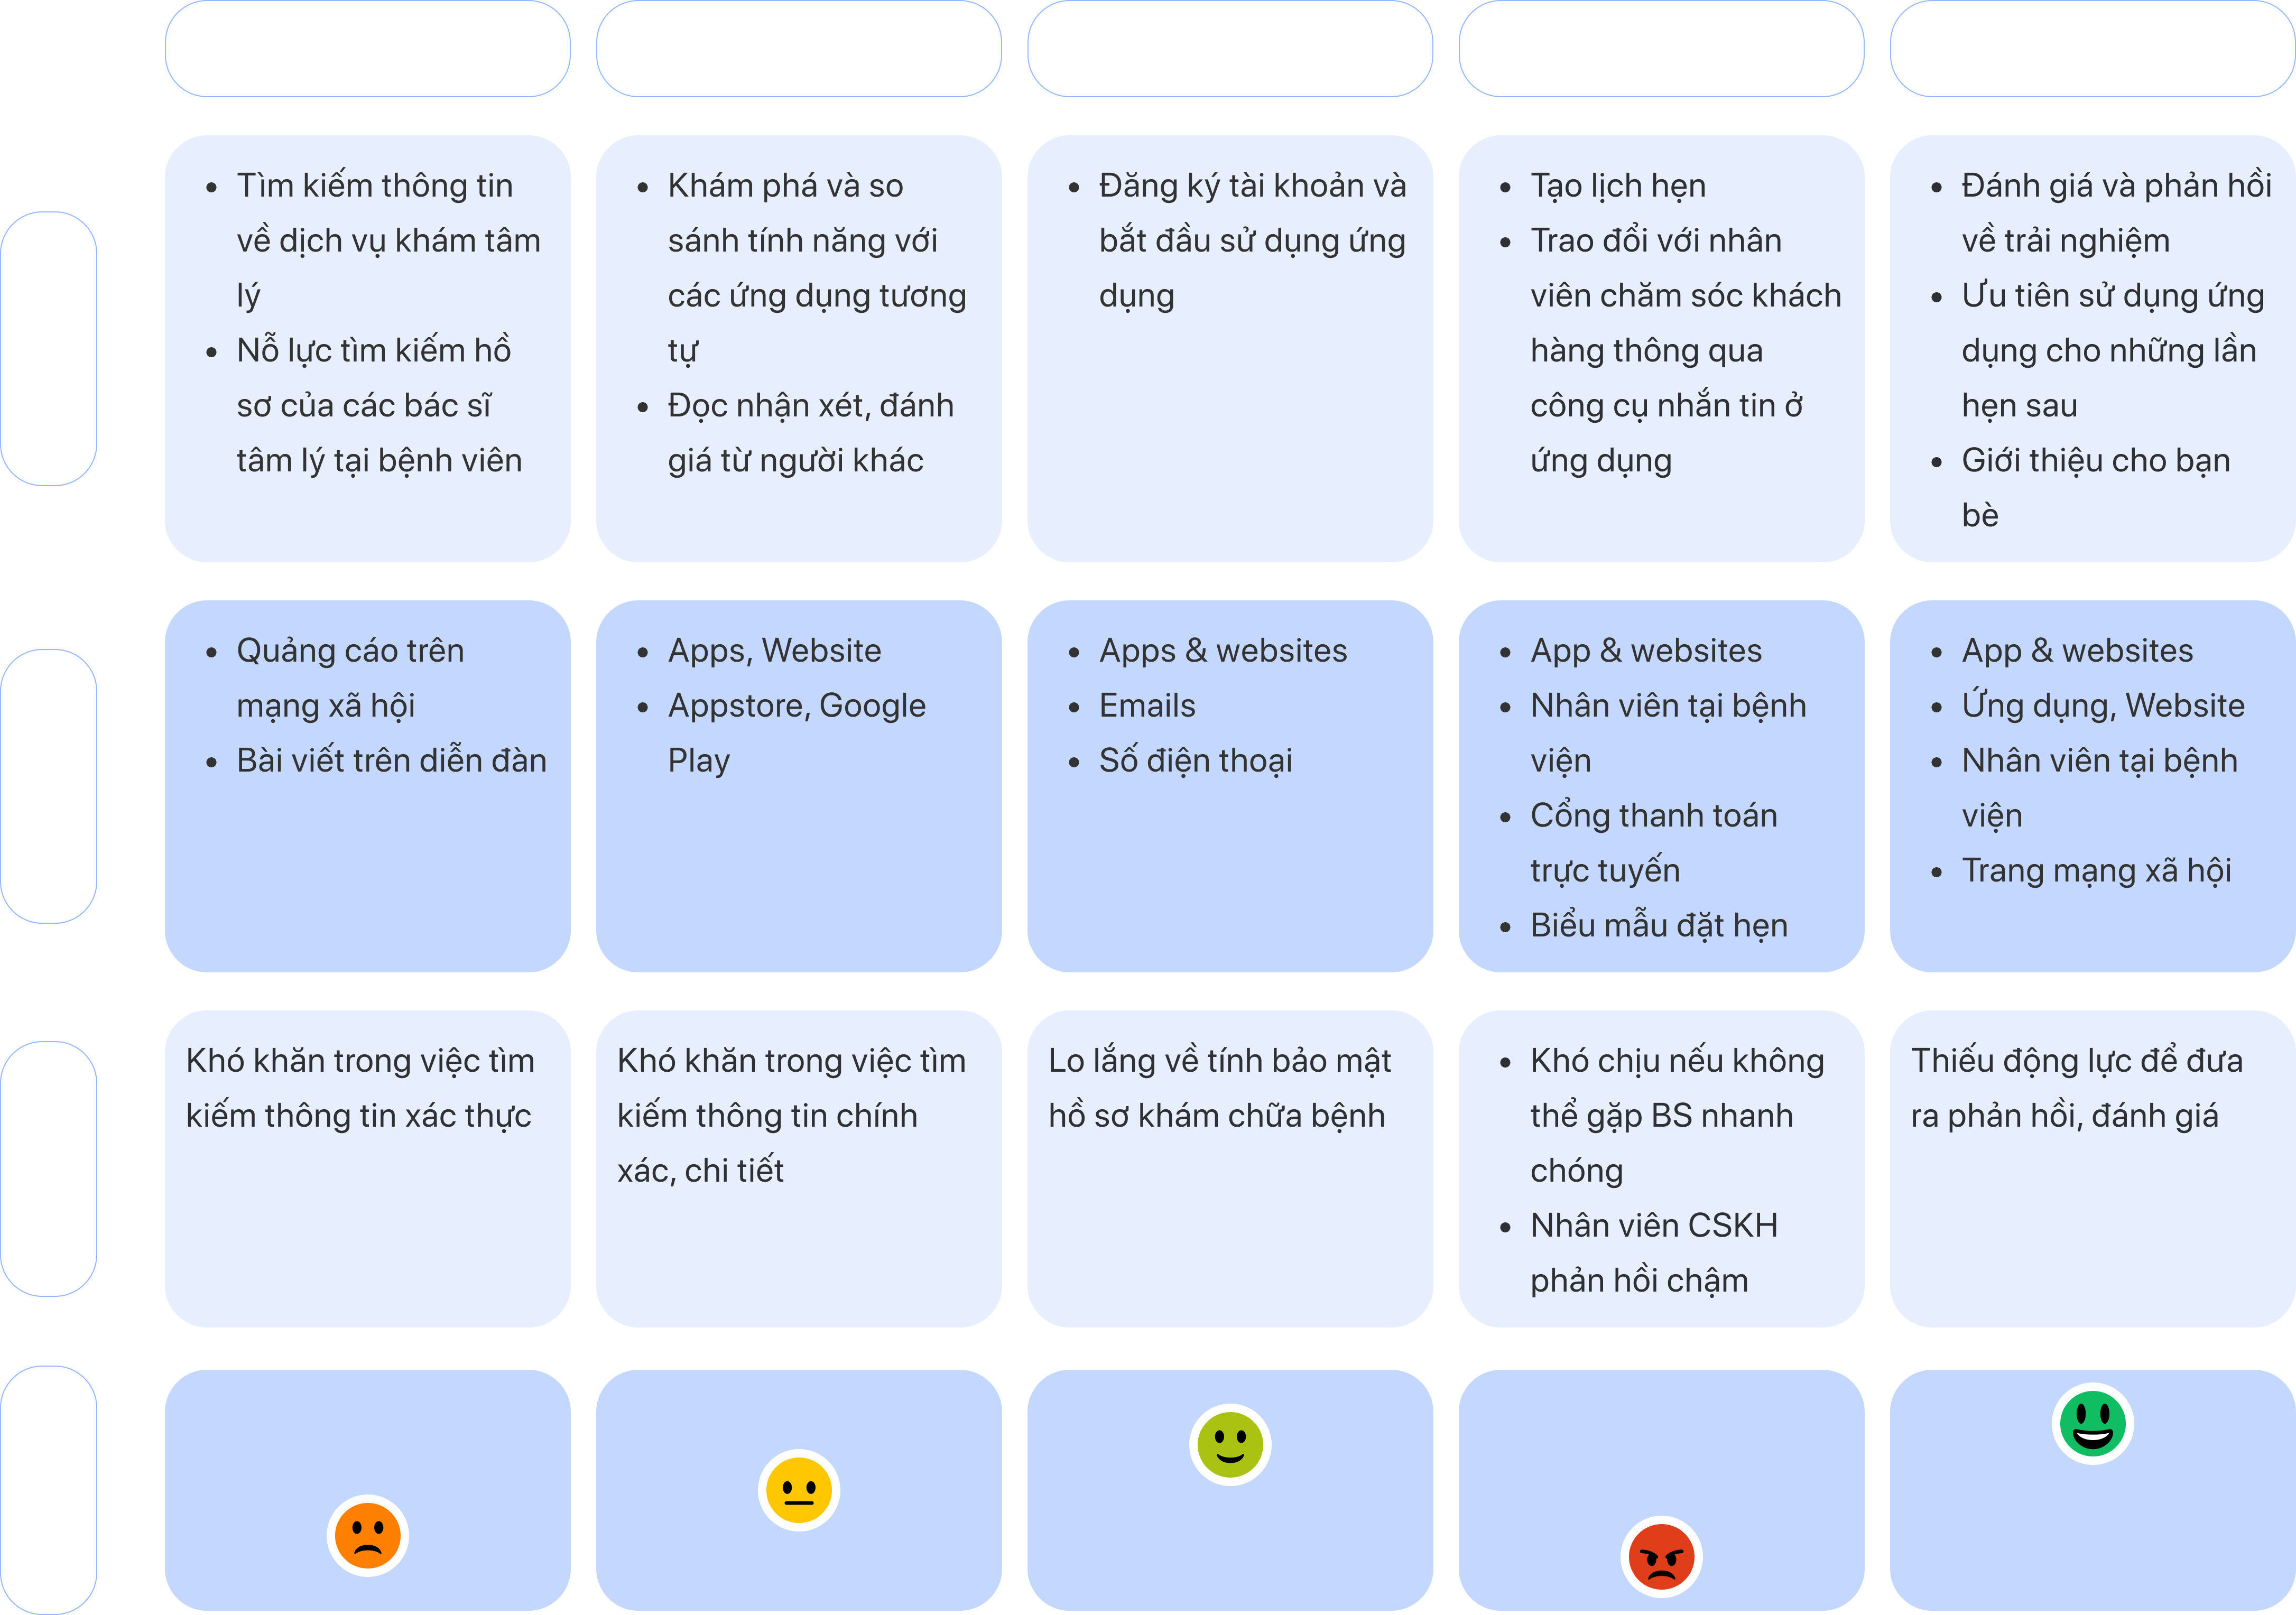 Tìm kiếm thông tin
về dịch vụ khám tâm
lý
Nỗ lực tìm kiếm hồ
sơ của các bác sĩ
tâm lý tại bệnh viên
Khám phá và so
sánh tính năng với
các ứng dụng tương
tự
Đọc nhận xét, đánh
giá từ người khác
Đăng ký tài khoản và
bắt đầu sử dụng ứng
dụng
Tạo lịch hẹn
Trao đổi với nhân
viên chăm sóc khách
hàng thông qua
công cụ nhắn tin ở
ứng dụng
Đánh giá và phản hồi
về trải nghiệm
Ưu tiên sử dụng ứng
dụng cho những lần
hẹn sau
Giới thiệu cho bạn
bè
Quảng cáo trên
mạng xã hội
Bài viết trên diễn đàn
Apps, Website
Appstore, Google
Play
Apps & websites
Emails
Số điện thoại
App & websites
Nhân viên tại bệnh
viện
Cổng thanh toán
trực tuyến
Biểu mẫu đặt hẹn
App & websites
Ứng dụng, Website
Nhân viên tại bệnh
viện
Trang mạng xã hội
Khó khăn trong việc tìm
kiếm thông tin xác thực
Khó khăn trong việc tìm
kiếm thông tin chính
xác, chi tiết
Lo lắng về tính bảo mật
hồ sơ khám chữa bệnh
Khó chịu nếu không
thể gặp BS nhanh
chóng
Nhân viên CSKH
phản hồi chậm
Thiếu động lực để đưa
ra phản hồi, đánh giá